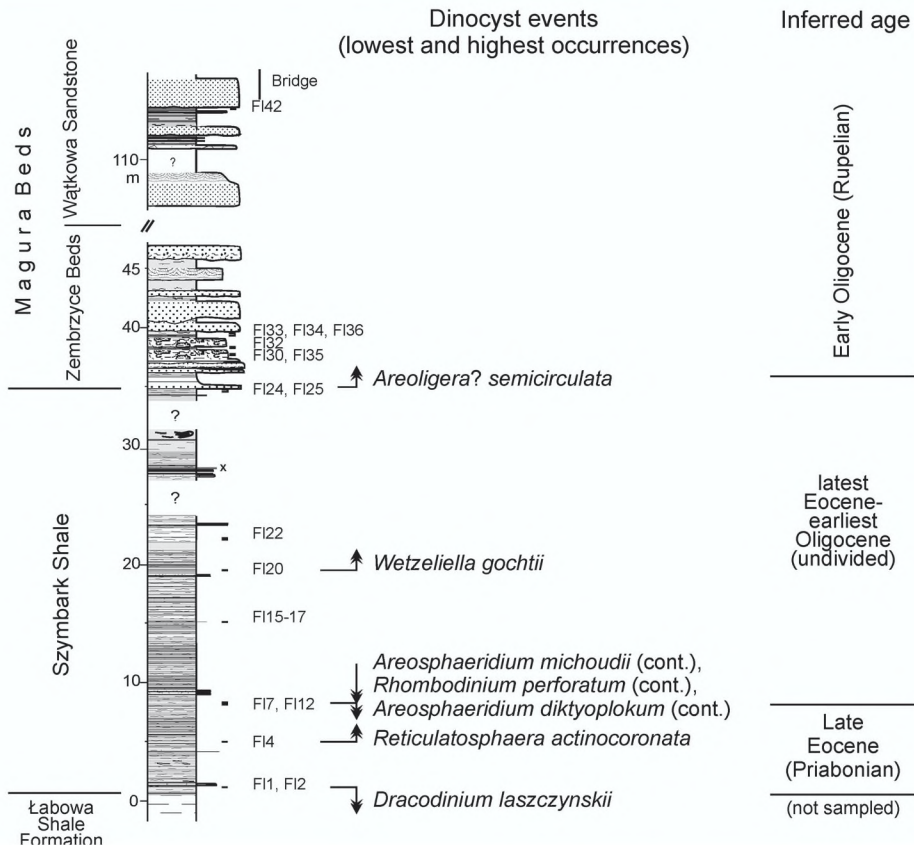 Dinocyst events
(lowest and highest occurrences)
Inferred age
Magura Beds
Wątkowa Sandstone
Zembrzyce Beds
Szymbark Shale
Łabowa
Shale
Formation
Bridge
Fl42
110
m
?
45
40
Fl33, Fl34, Fl36
Fl32
Fl30, Fl35
Fl24, Fl25
Areoligera? semicirculata
?
30
x
?
Fl22
20
Fl20
Wetzeliella gochtii
Fl15-17
10
Areosphaeridium michoudii (cont.),
Rhombodinium perforatum (cont.),
Fl7, Fl12
Areosphaeridium diktyoplokum (cont.)
Fl4
Reticulatosphaera actinocoronata
Fl1, Fl2
0
Dracodinium laszczynskii
Early Oligocene (Rupelian)
latest
Eocene-
earliest
Oligocene
(undivided)
Late
Eocene
(Priabonian)
(not sampled)